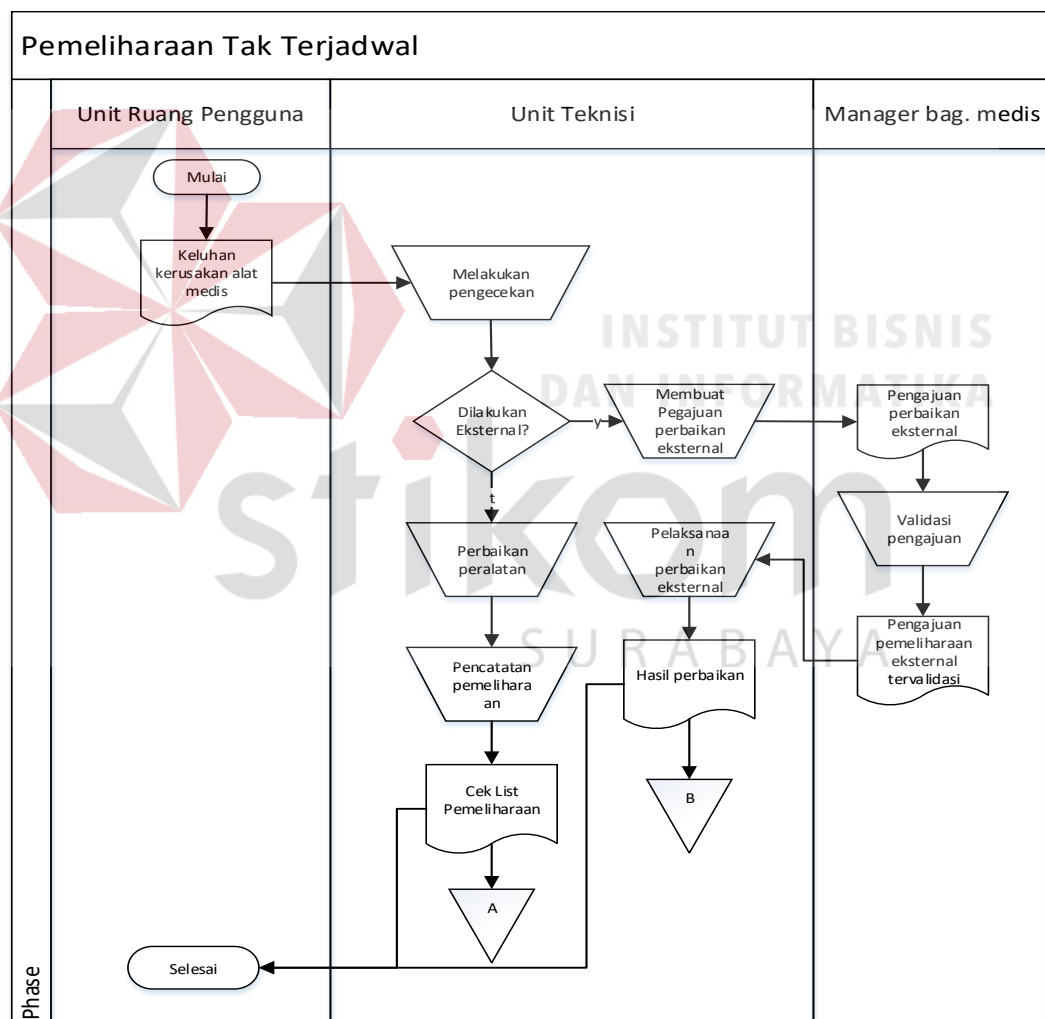 Pemeliharaan Tak Terjadwal
Unit Ruang Pengguna
Unit Teknisi
Manager bag. medis
Mulai
Keluhan
kerusakan alat
medis
Melakukan
pengecekan
INSTITUT BISNIS
DAN INFORMATIKA
Dilakukan
Eksternal?
y
Membuat
Pegajuan
perbaikan
eksternal
Pengajuan
perbaikan
eksternal
stikom
t
Perbaikan
peralatan
Pelaksanaa
n
perbaikan
eksternal
Validasi
pengajuan
SURABAYA
Pencatatan
pemelihara
an
Hasil perbaikan
Pengajuan
pemeliharaan
eksternal
tervalidasi
Cek List
Pemeliharaan
B
A
Selesai
Phase